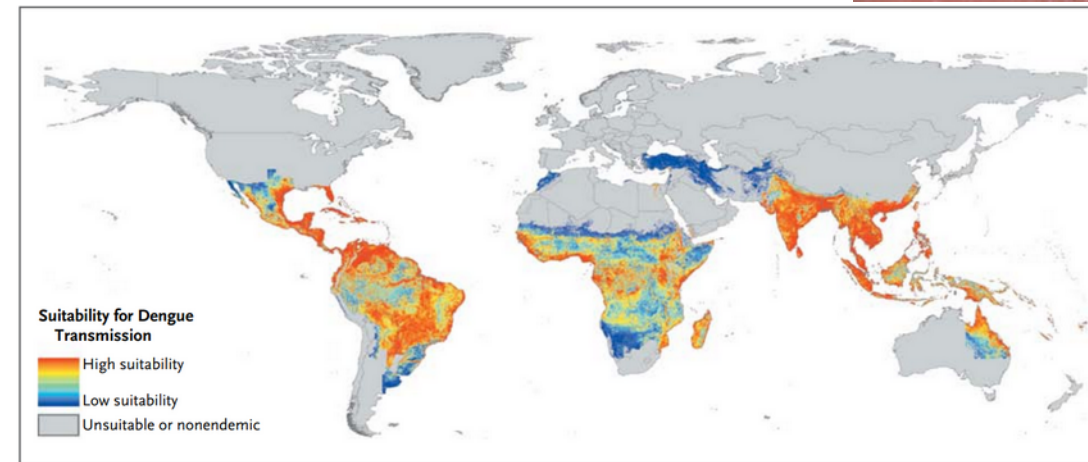 Suitability for Dengue
Transmission
High suitability
Low suitability
Unsuitable or nonendemic